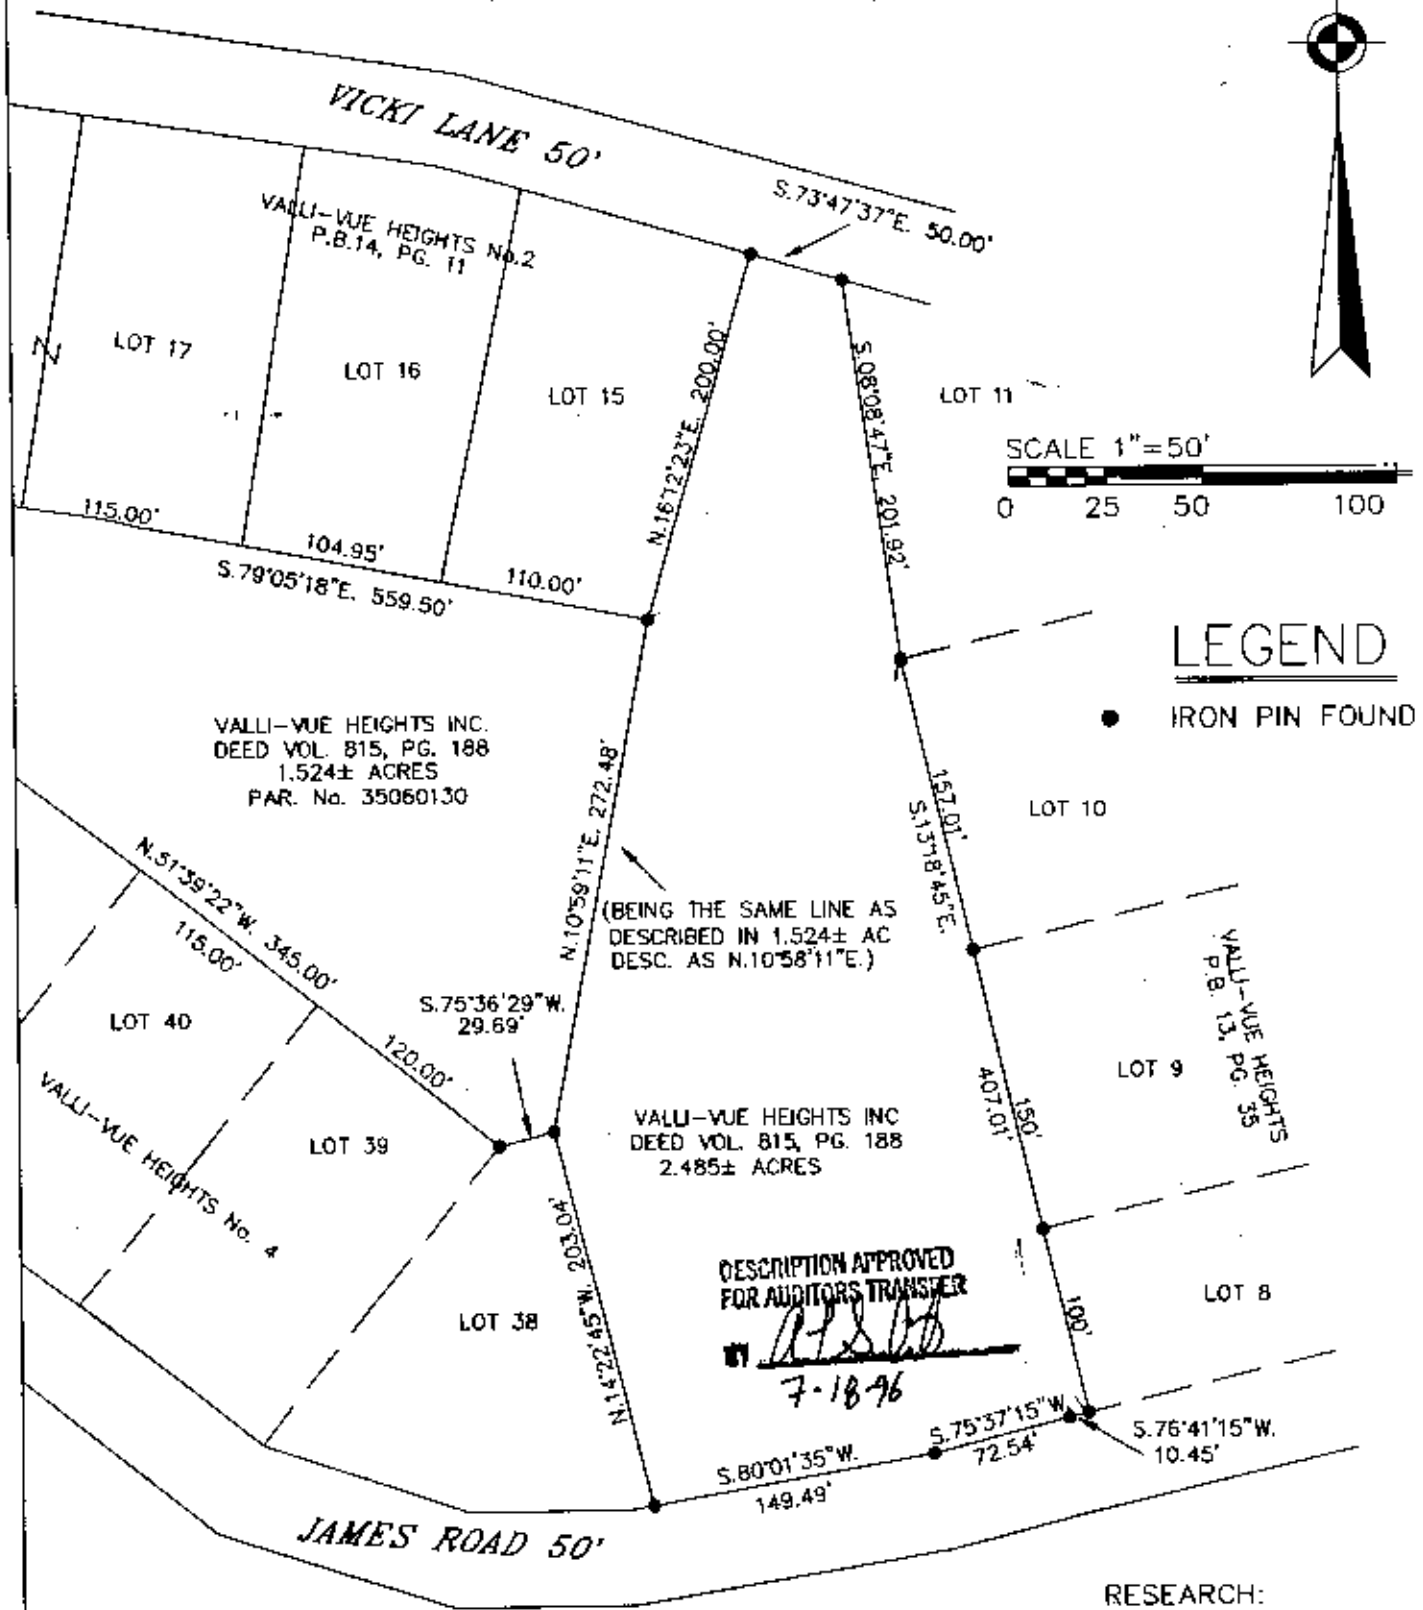 VICKI LANE 50'
S.73°47'37"E. 50.00'
VALLI-VUE HEIGHTS No.2
P.B.14, PG. 11
N
LOT 17
LOT 16
LOT 15
LOT 11
N.16°12'23"E. 200.00'
S.08°08'47"E. 201.92'
SCALE 1"=50'
0 25 50 100
115.00'
104.95'
110.00'
S.79°05'18"E. 559.50'
LEGEND
IRON PIN FOUND
VALLI-VUE HEIGHTS INC.
DEED VOL. 815, PG. 188
1.524± ACRES
PAR. No. 35060130
N.10°59'11"E. 272.48'
157.01'
S.13°18'45"E.
LOT 10
N.51°39'22"W. 345.00'
115.00'
(BEING THE SAME LINE AS
DESCRIBED IN 1.524± AC
DESC. AS N.10°58'11"E.)
VALLI-VUE HEIGHTS
P.B. 13, PG. 35
S.75°36'29"W.
29.69'
LOT 40
120.00'
LOT 9
407.01'
150'
VALLI-VUE HEIGHTS No. 4
LOT 39
VALLI-VUE HEIGHTS INC
DEED VOL. 815, PG. 188
2.485± ACRES
N.14°22'45"W. 203.04'
DESCRIPTION APPROVED
FOR AUDITORS TRANSFER
BY
7-18-96
LOT 8
100'
LOT 38
S.75°37'15"W.
72.54'
S.76°41'15"W.
10.45'
S.80°01'35"W.
149.49'
JAMES ROAD 50'
RESEARCH: